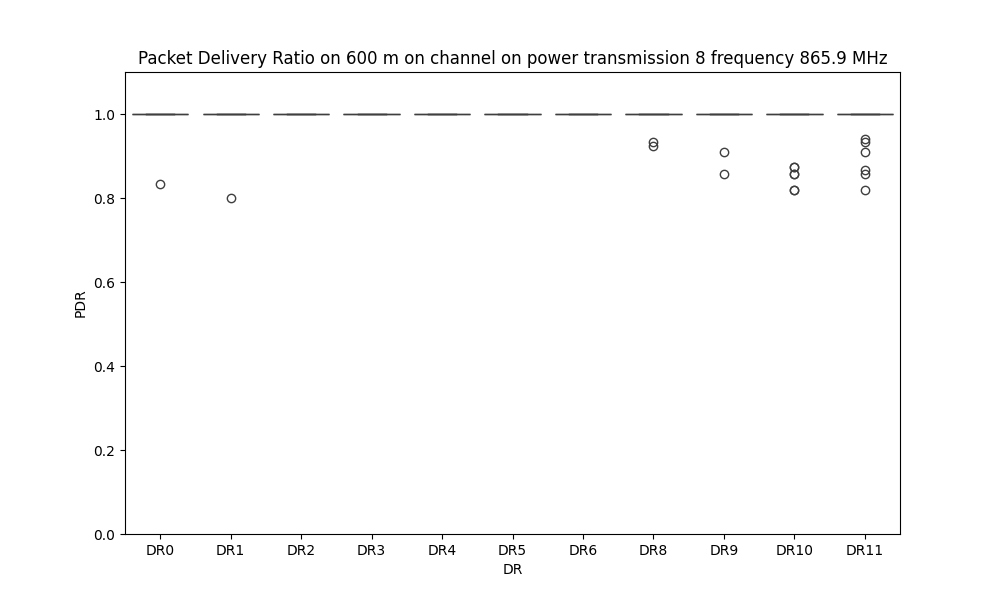 Packet Delivery Ratio on 600 m on channel on power transmission 8 frequency 865.9 MHz
1.0
0.8
0.6
0.4
0.2
0.0
PDR
DR0 DR1 DR2 DR3 DR4 DR5 DR6 DR8 DR9 DR10 DR11
DR